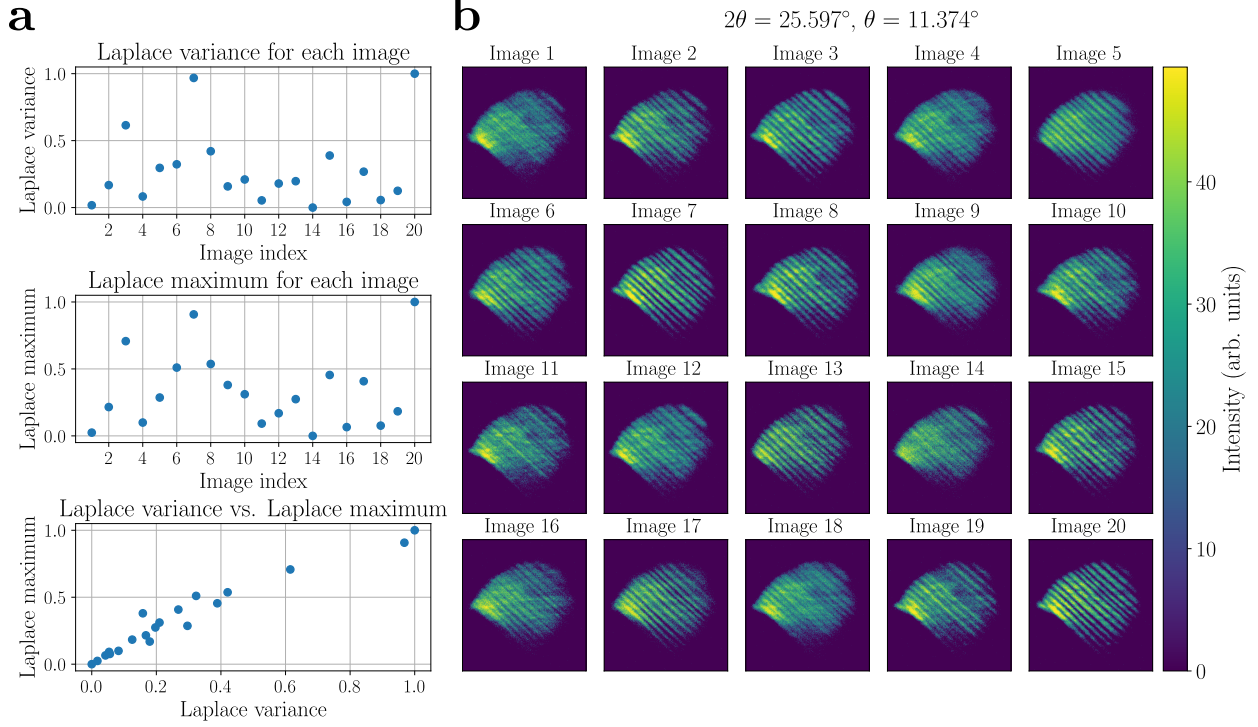 a
Laplace variance for each image
Laplace variance
1.0
0.5
0.0
2 4 6 8 10 12 14 16 18 20
Image index
Laplace maximum for each image
Laplace maximum
1.0
0.5
0.0
2 4 6 8 10 12 14 16 18 20
Image index
Laplace variance vs. Laplace maximum
Laplace maximum
1.0
0.5
0.0
0.0 0.2 0.4 0.6 0.8 1.0
Laplace variance
b
2θ = 25.597°, θ = 11.374°
Image 1 Image 2 Image 3 Image 4 Image 5
Image 6 Image 7 Image 8 Image 9 Image 10
Image 11 Image 12 Image 13 Image 14 Image 15
Image 16 Image 17 Image 18 Image 19 Image 20
40
30
20
10
0
Intensity (arb. units)